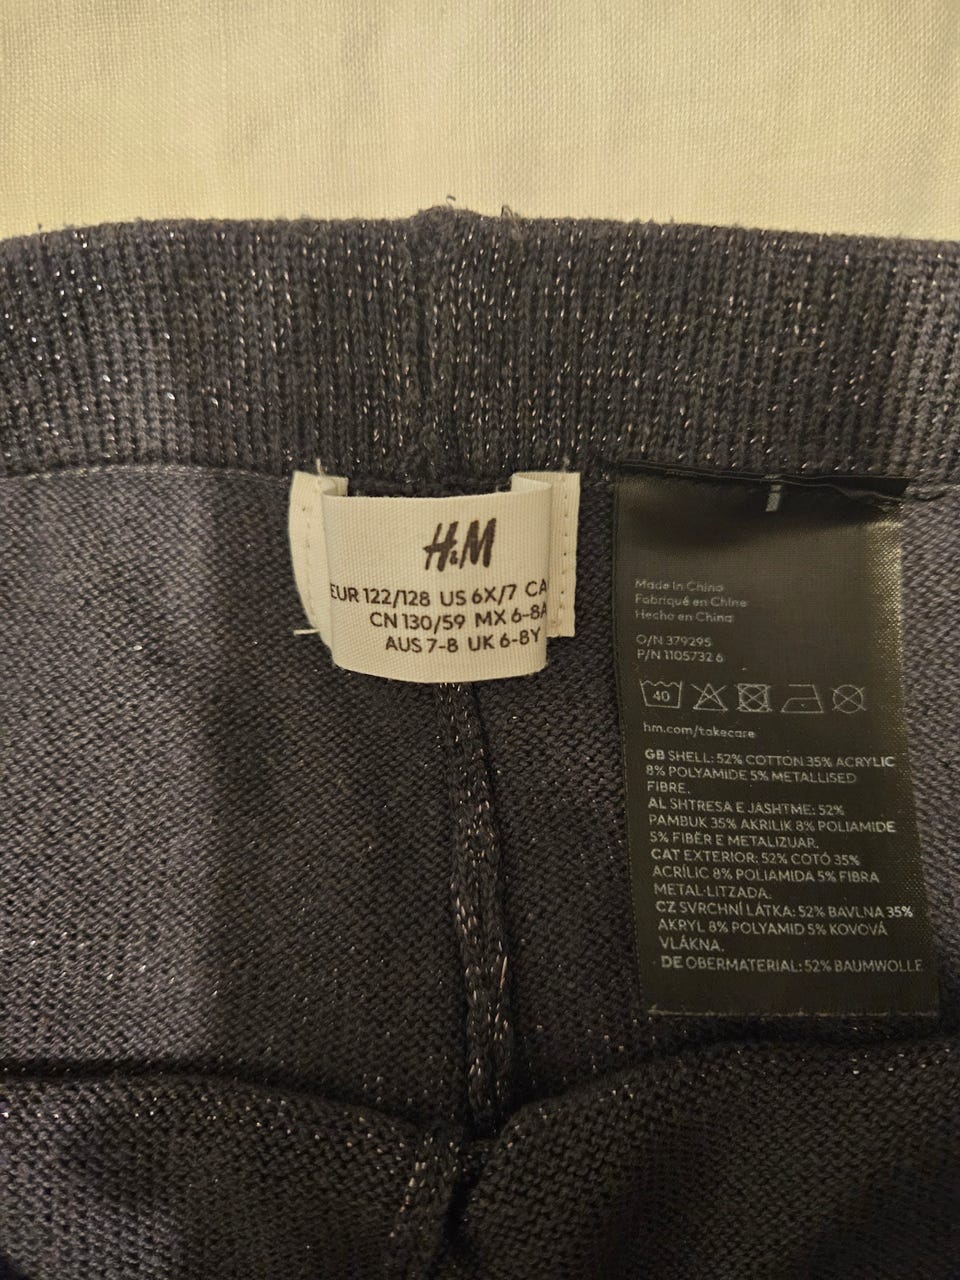 H&M
EUR 122/128 US 6X/7 CA
CN 130/59 MX 6-8A
AUS 7-8 UK 6-8Y
Made in China
Fabriqué en Chine
Hecho en China
O/N 379295
P/N 1105732 6
40
hm.com/takecare
GB SHELL: 52% COTTON 35% ACRYLIC
8% POLYAMIDE 5% METALLISED
FIBRE.
AL SHTRESA E JASHTME: 52%
PAMBUK 35% AKRILIK 8% POLIAMIDE
5% FIBËR E METALIZUAR.
CAT EXTERIOR: 52% COTÓ 35%
ACRÍLIC 8% POLIAMIDA 5% FIBRA
METAL·LITZADA.
CZ SVRCHNÍ LÁTKA: 52% BAVLNA 35%
AKRYL 8% POLYAMID 5% KOVOVÁ
VLÁKNA.
DE OBERMATERIAL: 52% BAUMWOLLE